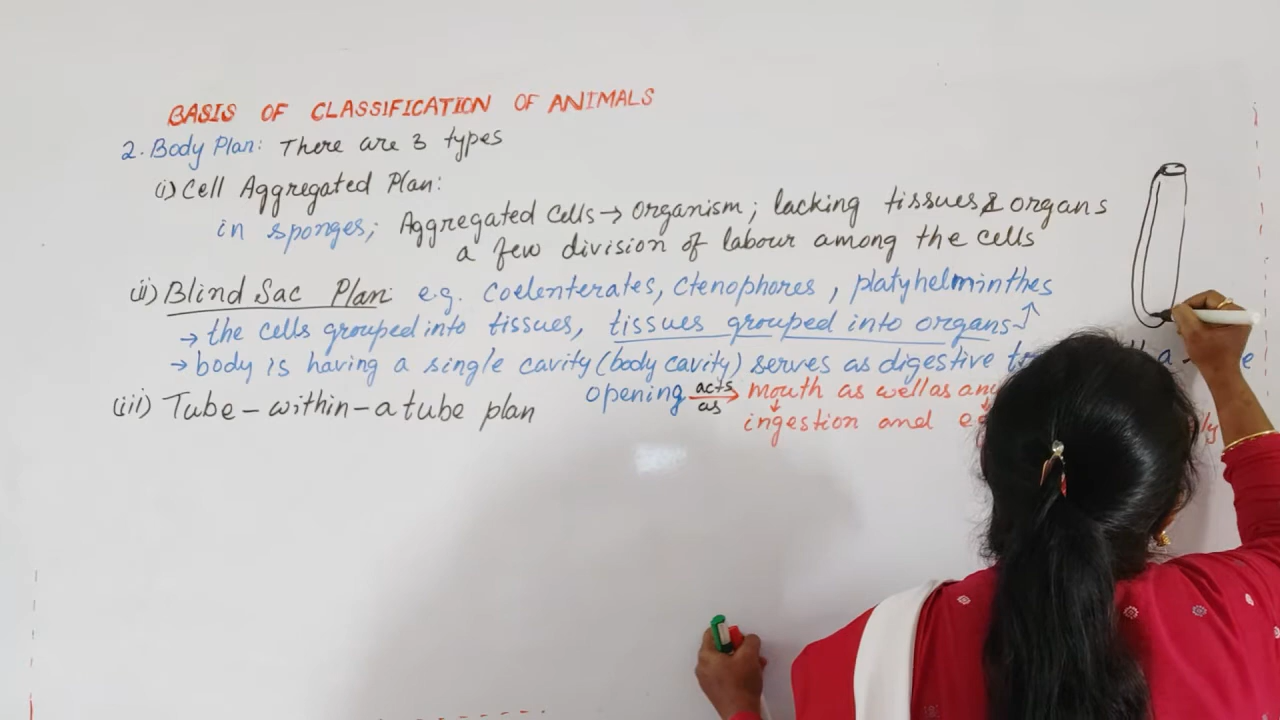 BASIS OF CLASSIFICATION OF ANIMALS
2. Body Plan: There are 3 types
(i) Cell Aggregated Plan:
in sponges; Aggregated cells → organism; lacking tissues & organs
a few division of labour among the cells
ii) Blind Sac Plan e.g. Coelenterates, Ctenophores, platyhelminthes
→ the cells grouped into tissues, tissues grouped into organs ↑
→ body is having a single cavity (body cavity) serves as digestive
opening acts as → mouth as well as
ingestion and
(iii) Tube-within-a tube plan